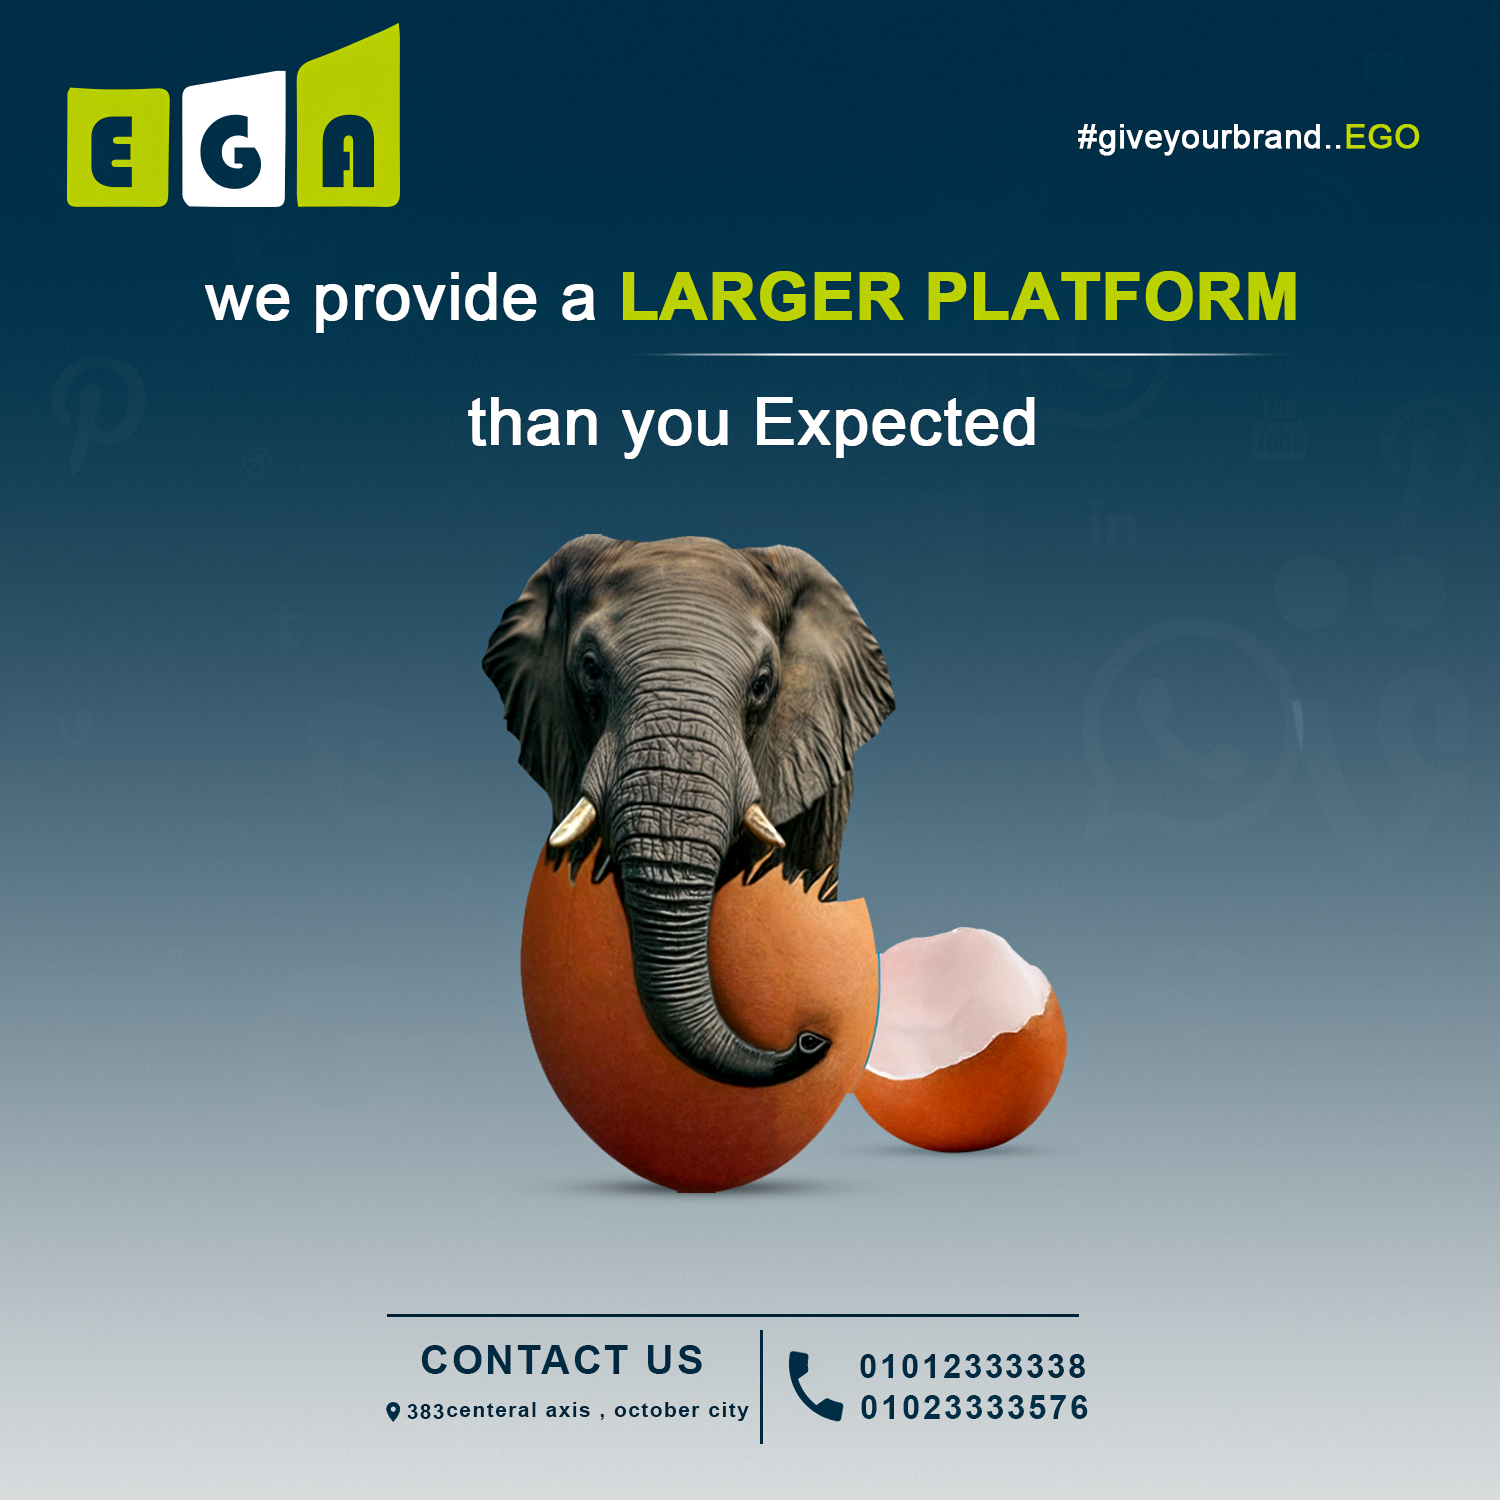 EGA
#giveyourbrand..EGO
we provide a LARGER PLATFORM
than you Expected
CONTACT US
383centeral axis , october city
01012333338
01023333576